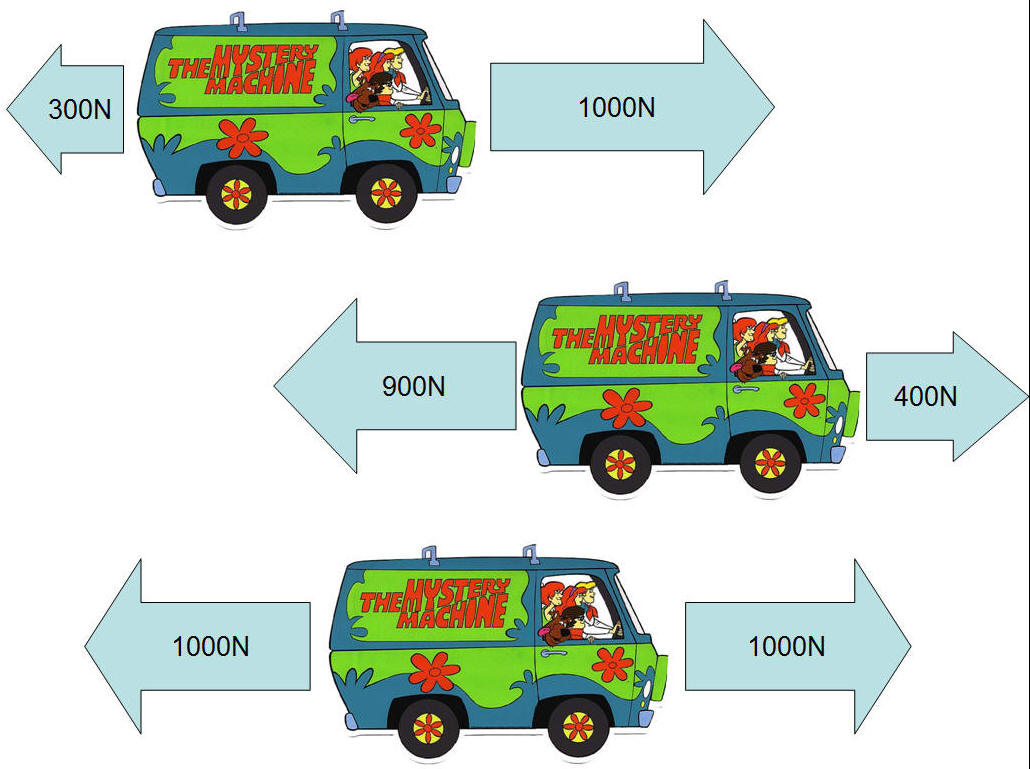 300N
THE MYSTERY
MACHINE
1000N
900N
THE MYSTERY
MACHINE
400N
1000N
THE MYSTERY
MACHINE
1000N